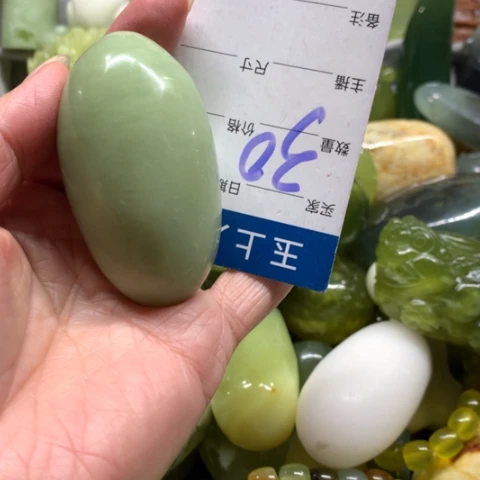 玉上
买家 日期
30
数量 价格
主播 尺寸
备注